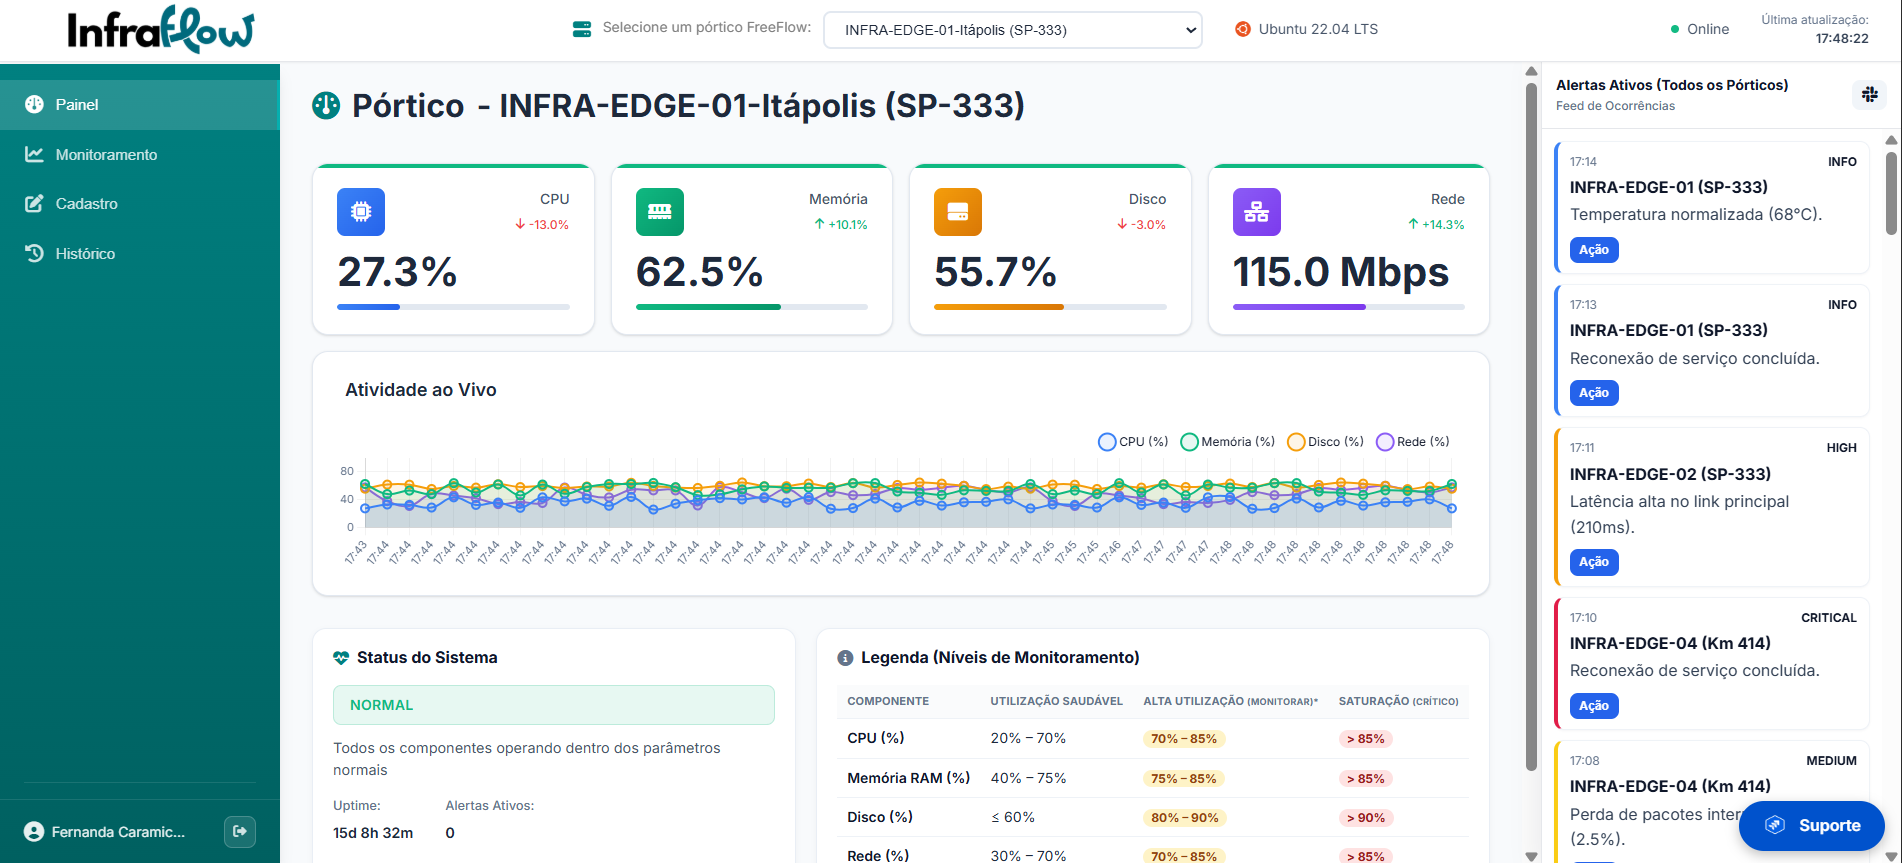 InfraFlow
Selecione um pórtico FreeFlow:
INFRA-EDGE-01-Itápolis (SP-333)
Ubuntu 22.04 LTS
Online
Última atualização:
17:48:22
Painel
Monitoramento
Cadastro
Histórico
Fernanda Caramic...
Pórtico - INFRA-EDGE-01-Itápolis (SP-333)
CPU
-13.0%
27.3%
Memória
+10.1%
62.5%
Disco
-3.0%
55.7%
Rede
+14.3%
115.0 Mbps
Atividade ao Vivo
CPU (%) Memória (%) Disco (%) Rede (%)
80
40
0
17:43 17:44 17:44 17:44 17:44 17:44 17:44 17:44 17:44 17:44 17:44 17:44 17:44 17:44 17:44 17:44 17:44 17:44 17:44 17:44 17:44 17:44 17:44 17:44 17:44 17:44 17:44 17:44 17:44 17:44 17:44 17:45 17:45 17:45 17:46 17:47 17:47 17:47 17:47 17:48 17:48 17:48 17:48 17:48 17:48 17:48 17:48 17:48 17:48 17:48
Status do Sistema
NORMAL
Todos os componentes operando dentro dos parâmetros
normais
Uptime: Alertas Ativos:
15d 8h 32m 0
Legenda (Níveis de Monitoramento)
COMPONENTE UTILIZAÇÃO SAUDÁVEL ALTA UTILIZAÇÃO (MONITORAR)* SATURAÇÃO (CRÍTICO)
CPU (%) 20% – 70% 70% – 85% > 85%
Memória RAM (%) 40% – 75% 75% – 85% > 85%
Disco (%) ≤ 60% 80% – 90% > 90%
Rede (%) 30% – 70% 70% – 85% > 85%
Alertas Ativos (Todos os Pórticos)
Feed de Ocorrências
17:14 INFO
INFRA-EDGE-01 (SP-333)
Temperatura normalizada (68°C).
Ação
17:13 INFO
INFRA-EDGE-01 (SP-333)
Reconexão de serviço concluída.
Ação
17:11 HIGH
INFRA-EDGE-02 (SP-333)
Latência alta no link principal
(210ms).
Ação
17:10 CRITICAL
INFRA-EDGE-04 (Km 414)
Reconexão de serviço concluída.
Ação
17:08 MEDIUM
INFRA-EDGE-04 (Km 414)
Perda de pacotes inter
(2.5%).
Suporte